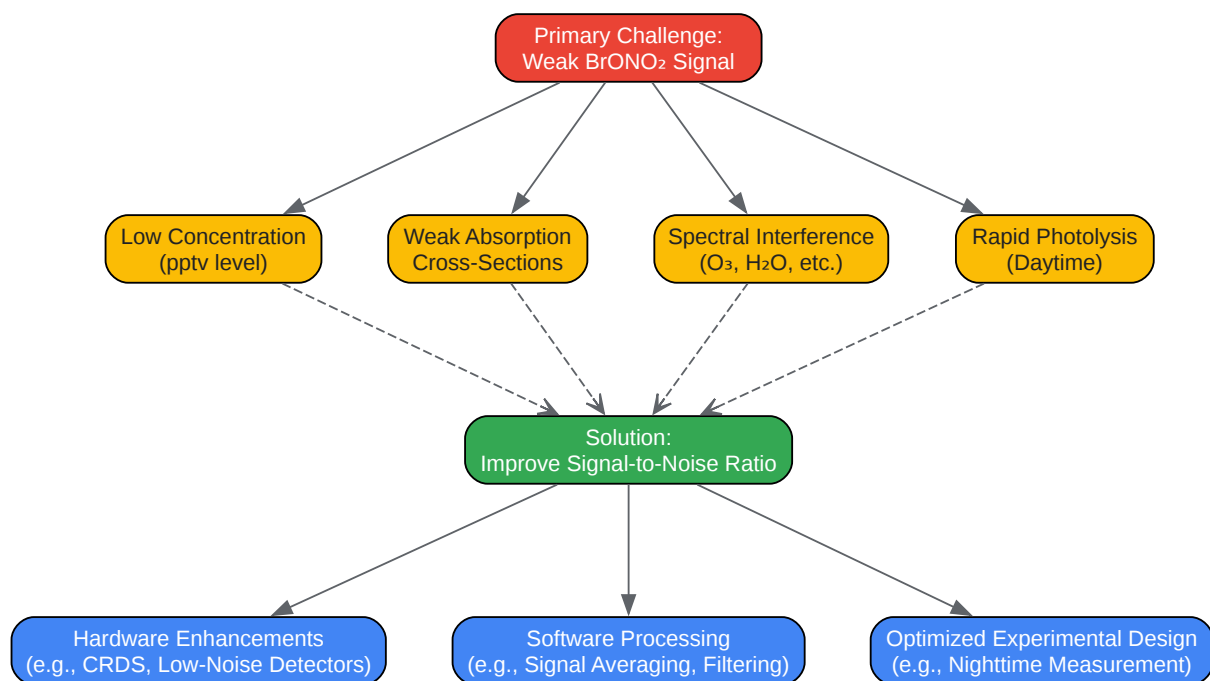 Primary Challenge:
Weak BrONO₂ Signal
Low Concentration
(pptv level)
Weak Absorption
Cross-Sections
Spectral Interference
(O₃, H₂O, etc.)
Rapid Photolysis
(Daytime)
Solution:
Improve Signal-to-Noise Ratio
Hardware Enhancements
(e.g., CRDS, Low-Noise Detectors)
Software Processing
(e.g., Signal Averaging, Filtering)
Optimized Experimental Design
(e.g., Nighttime Measurement)